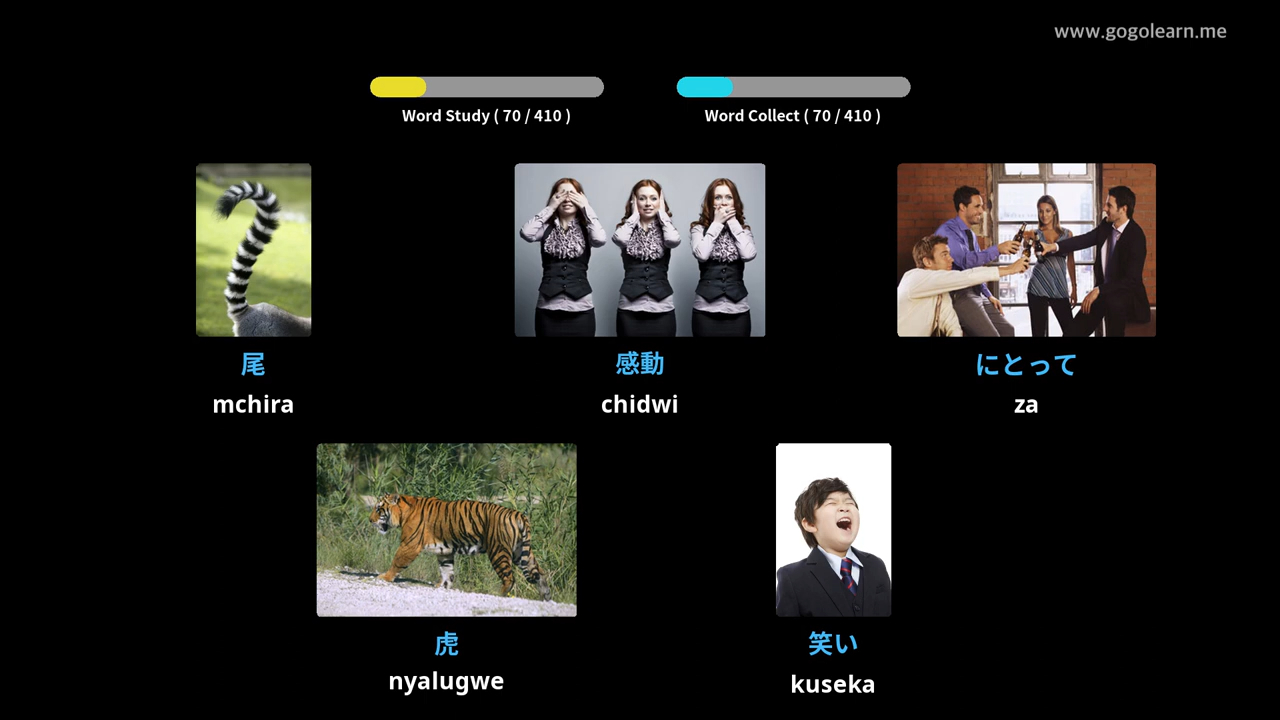 www.gogolearn.me
Word Study ( 70 / 410 )
Word Collect ( 70 / 410 )
尾
mchira
感動
chidwi
にとって
za
虎
nyalugwe
笑い
kuseka